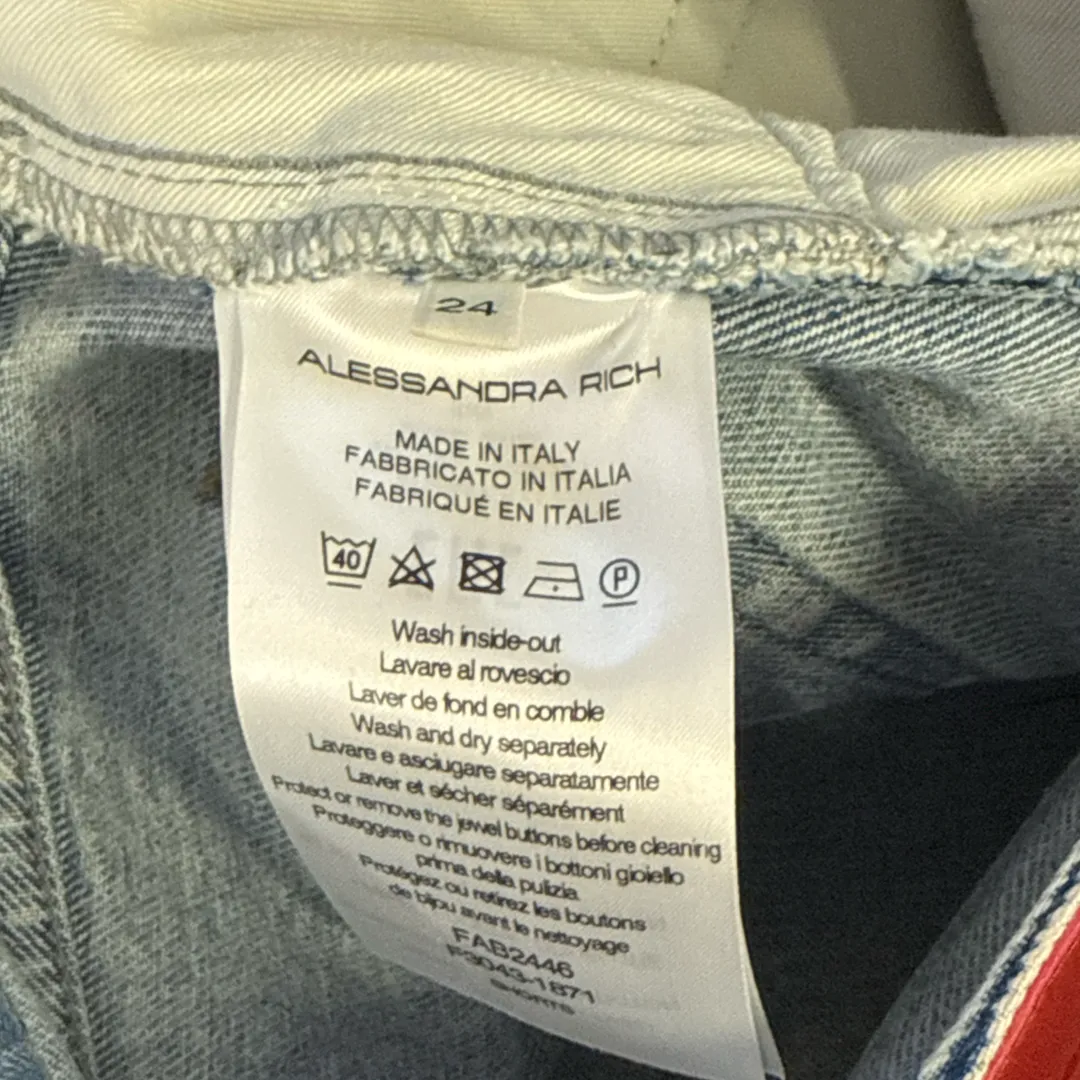 24
ALESSANDRA RICH
MADE IN ITALY
FABBRICATO IN ITALIA
FABRIQUÉ EN ITALIE
40 P
Wash inside-out
Lavare al rovescio
Laver de fond en comble
Wash and dry separately
Lavare e asciugare separatamente
Laver et sécher séparément
Protect or remove the jewel buttons before cleaning
Proteggere o rimuovere i bottoni gioiello
prima della pulizia
Protégez ou retirez les boutons
de bijou avant le nettoyage
FAB2446
P3043-1871
SHORTS